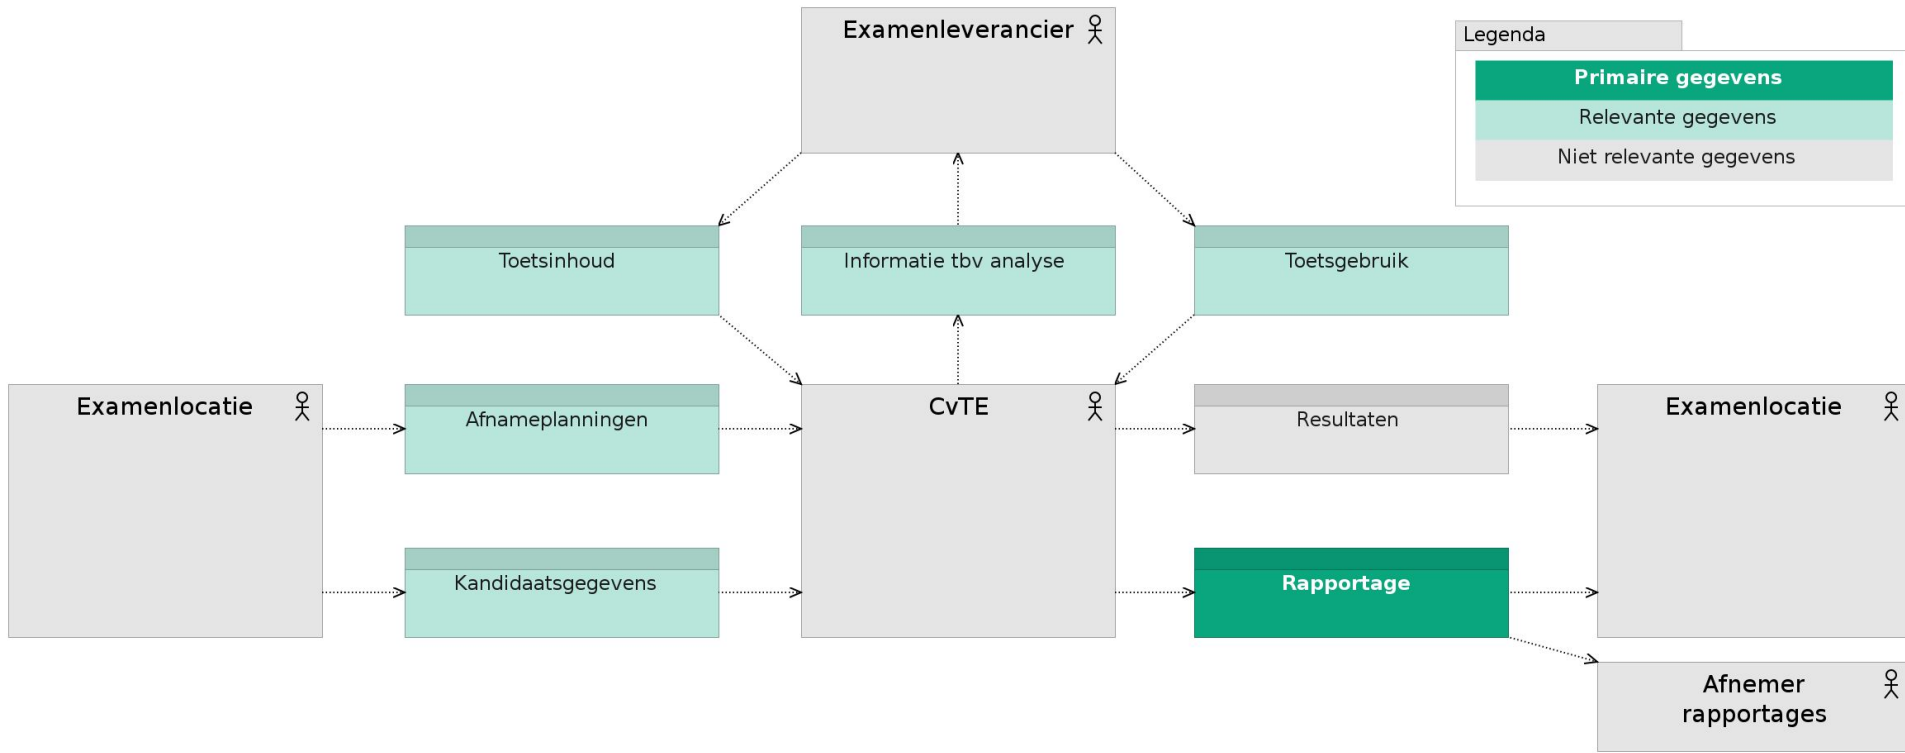 Examenleverancier
Legenda
Primaire gegevens
Relevante gegevens
Niet relevante gegevens
Toetsinhoud
Informatie tbv analyse
Toetsgebruik
Examenlocatie
Afnameplanningen
CvTE
Resultaten
Examenlocatie
Kandidaatsgegevens
Rapportage
Afnemer
rapportages